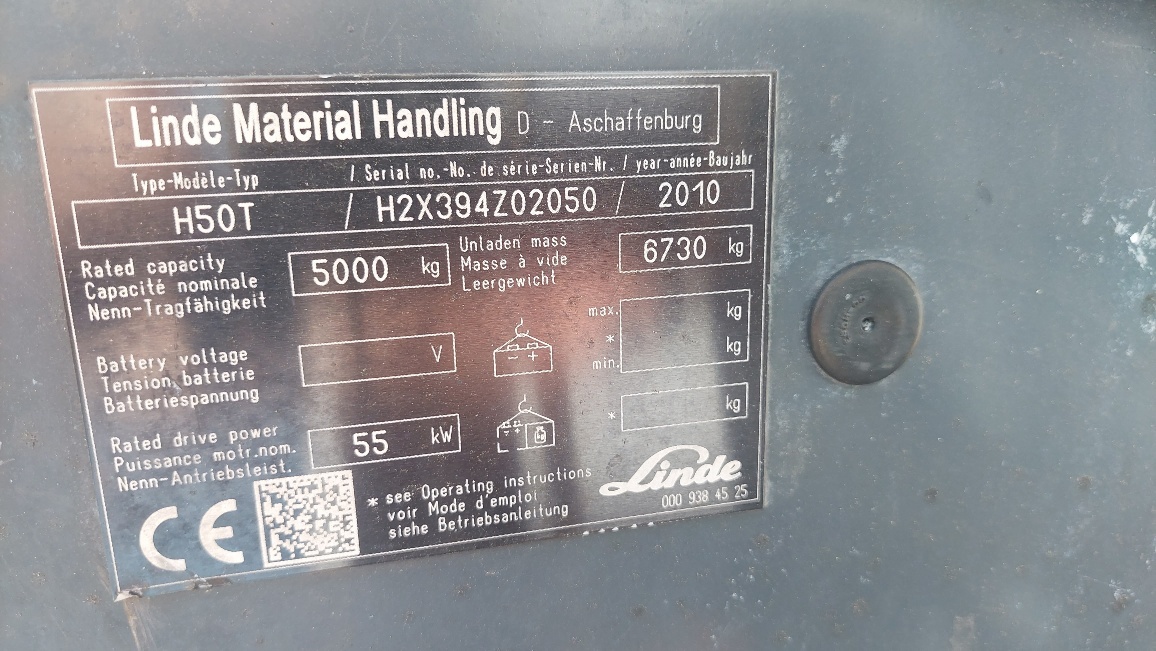 Linde Material Handling D - Aschaffenburg
Type-Modèle-Typ / Serial no.-No. de série-Serien-Nr. / year-année-Baujahr
H50T / H2X394Z02050 / 2010
Rated capacity
Capacité nominale
Nenn-Tragfähigkeit
5000 kg
Unladen mass
Masse à vide
Leergewicht
6730 kg
Battery voltage
Tension batterie
Batteriespannung
V
- +
max. kg
* kg
min.
Rated drive power
Puissance motr.nom.
Nenn-Antriebsleist.
55 kW
* kg
CE
* see Operating instructions
voir Mode d'emploi
siehe Betriebsanleitung
Linde
000 938 45 25